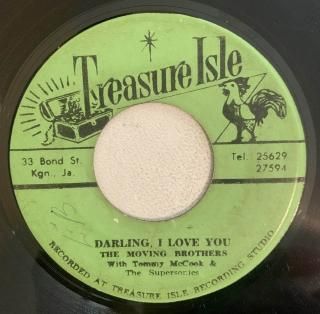 Treasure Isle
33 Bond St.
Kgn., Ja.
Tel. 25629
27594
DARLING, I LOVE YOU
THE MOVING BROTHERS
With Tommy McCook &
The Supersonics
RECORDED AT TREASURE ISLE RECORDING STUDIO